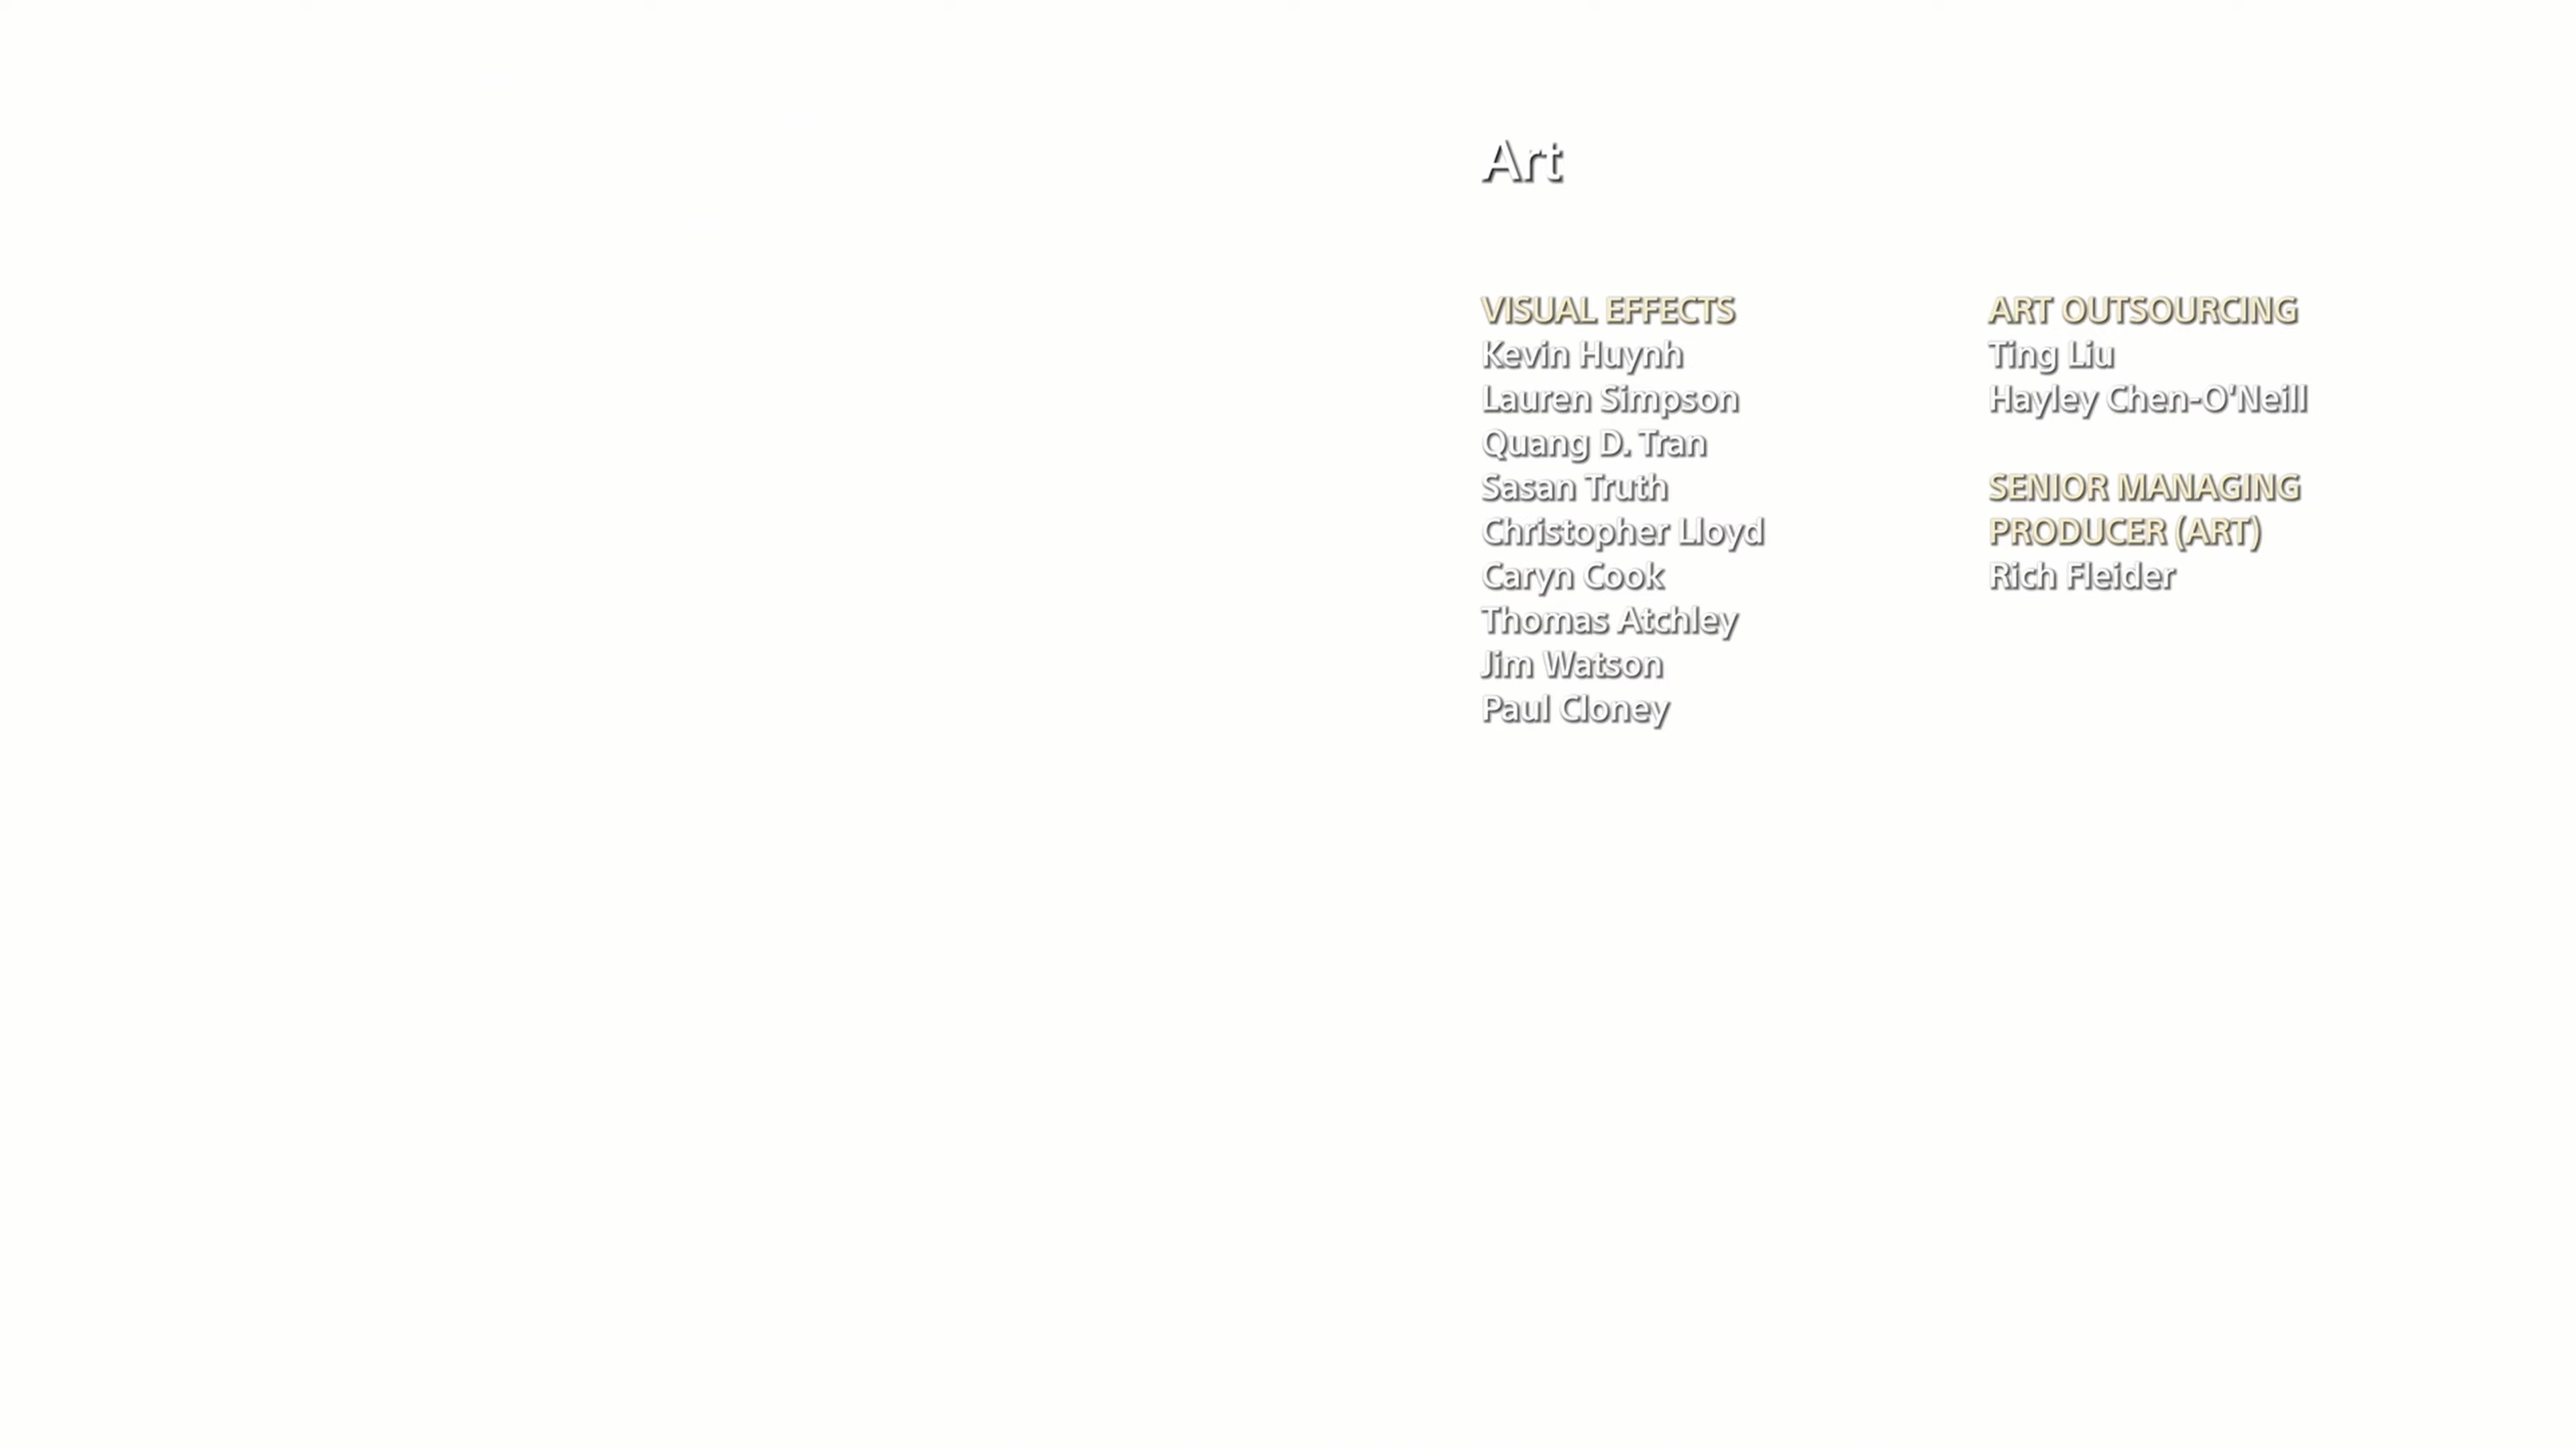 Art
VISUAL EFFECTS
Kevin Huynh
Lauren Simpson
Quang D. Tran
Sasan Truth
Christopher Lloyd
Caryn Cook
Thomas Atchley
Jim Watson
Paul Cloney
ART OUTSOURCING
Ting Liu
Hayley Chen-O'Neill
SENIOR MANAGING
PRODUCER (ART)
Rich Fleider